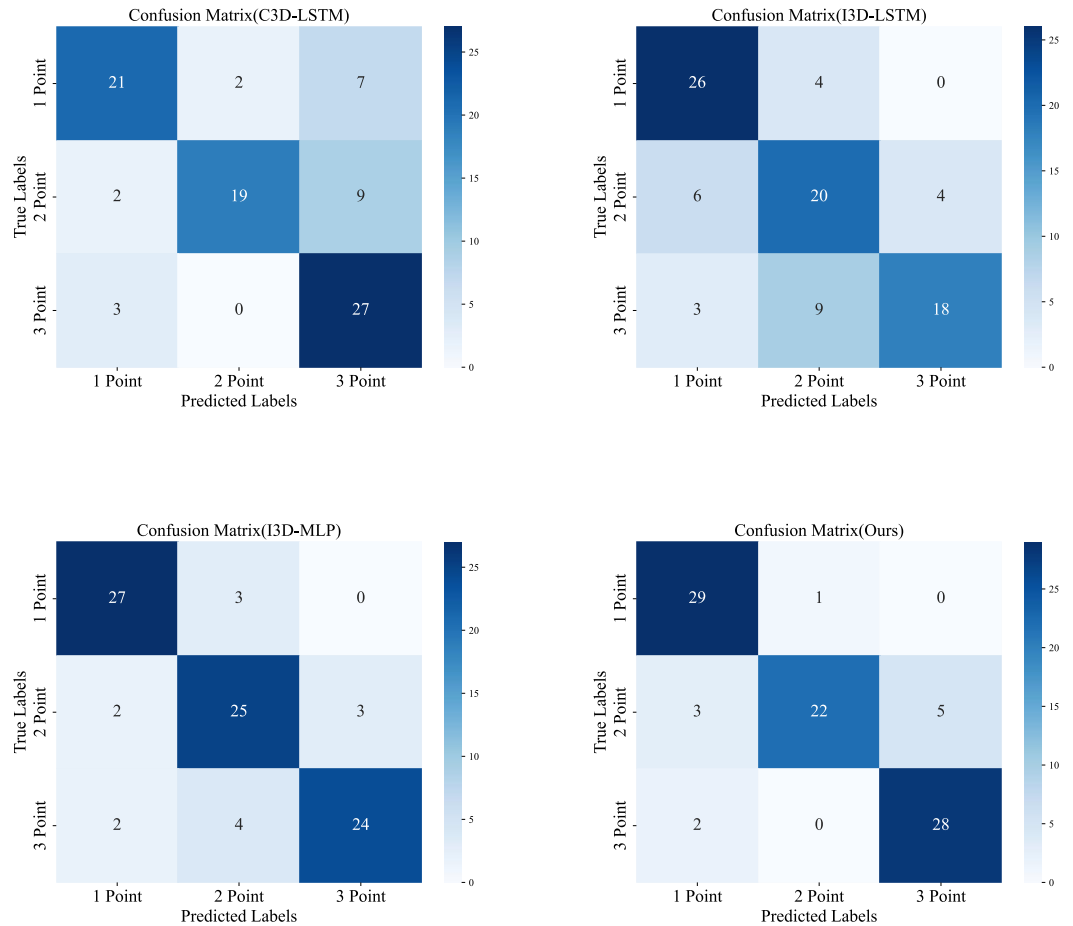 Confusion Matrix(C3D-LSTM)
True Labels
1 Point
2 Point
3 Point
21 2 7
2 19 9
3 0 27
1 Point 2 Point 3 Point
Predicted Labels
25
20
15
10
5
0
Confusion Matrix(I3D-LSTM)
True Labels
1 Point
2 Point
3 Point
26 4 0
6 20 4
3 9 18
1 Point 2 Point 3 Point
Predicted Labels
25
20
15
10
5
0
Confusion Matrix(I3D-MLP)
True Labels
1 Point
2 Point
3 Point
27 3 0
2 25 3
2 4 24
1 Point 2 Point 3 Point
Predicted Labels
25
20
15
10
5
0
Confusion Matrix(Ours)
True Labels
1 Point
2 Point
3 Point
29 1 0
3 22 5
2 0 28
1 Point 2 Point 3 Point
Predicted Labels
25
20
15
10
5
0